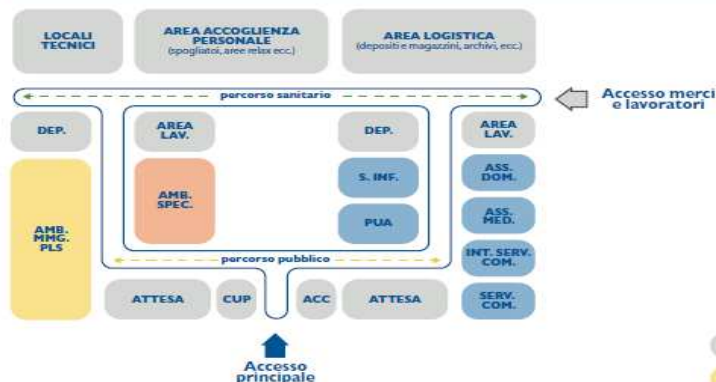 LOCALI
TECNICI
AREA ACCOGLIENZA
PERSONALE
(spogliatoi, aree relax ecc.)
AREA LOGISTICA
(depositi e magazzini, archivi, ecc.)
percorso sanitario
Accesso merci
e lavoratori
DEP.
AREA
LAV.
DEP.
AREA
LAV.
AMB.
MMG.
PLS
AMB.
SPEC.
S. INF.
PUA
ASS.
DOM.
ASS.
MED.
INT. SERV.
COM.
SERV.
COM.
percorso pubblico
ATTESA
CUP
ACC
ATTESA
Accesso
principale